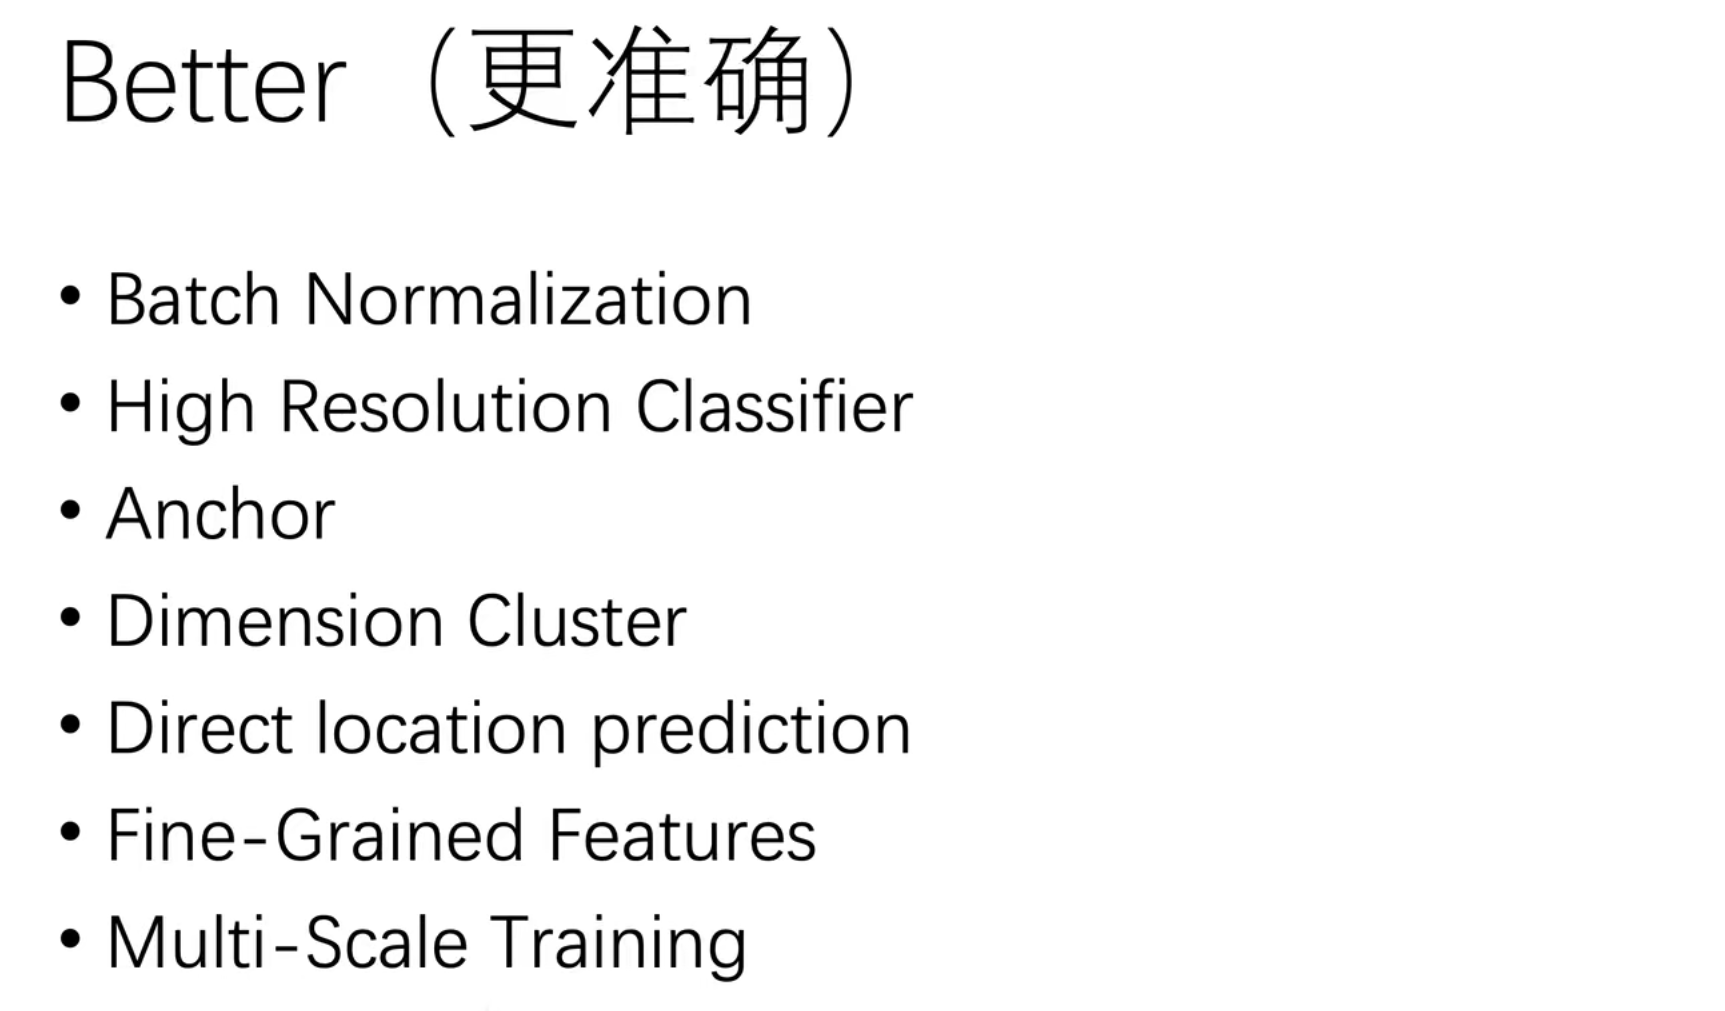 Better（更准确）
• Batch Normalization
• High Resolution Classifier
• Anchor
• Dimension Cluster
• Direct location prediction
• Fine-Grained Features
• Multi-Scale Training